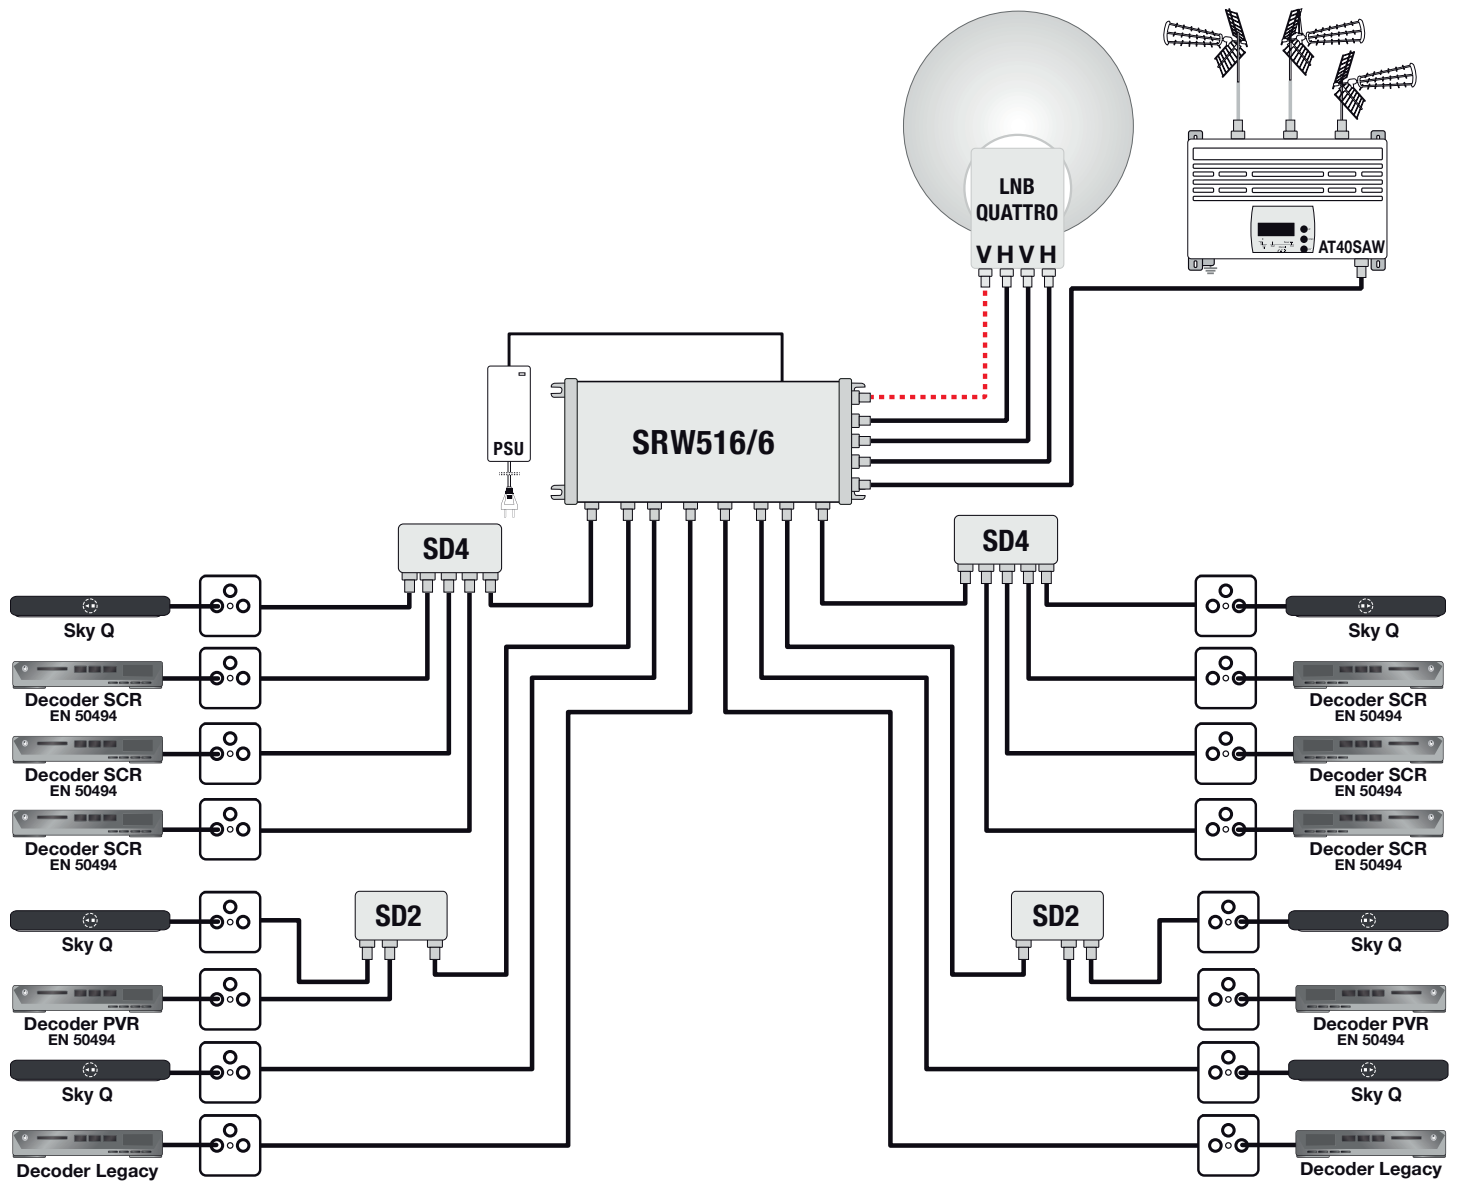 LNB
QUATTRO
V H V H
AT40SAW
PSU
SRW516/6
SD4
SD4
Sky Q
Sky Q
Decoder SCR
EN 50494
Decoder SCR
EN 50494
Decoder SCR
EN 50494
Decoder SCR
EN 50494
Decoder SCR
EN 50494
Decoder SCR
EN 50494
SD2
SD2
Sky Q
Sky Q
Decoder PVR
EN 50494
Decoder PVR
EN 50494
Sky Q
Sky Q
Decoder Legacy
Decoder Legacy